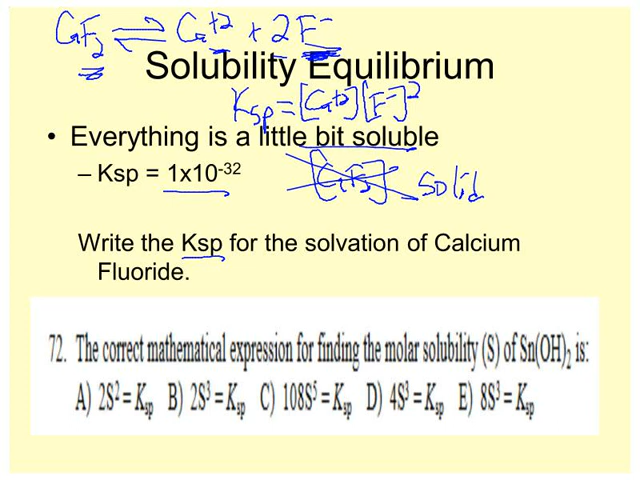 CaF2 ⇌ Ca+2 + 2F-
Solubility Equilibrium
Ksp = [Ca+2][F-]2
• Everything is a little bit soluble
– Ksp = 1x10-32
[CaF2] solid
Write the Ksp for the solvation of Calcium
Fluoride.
72. The correct mathematical expression for finding the molar solubility (S) of Sn(OH)2 is:
A) 2S2 = Ksp B) 2S3 = Ksp C) 108S5 = Ksp D) 4S3 = Ksp E) 8S3 = Ksp